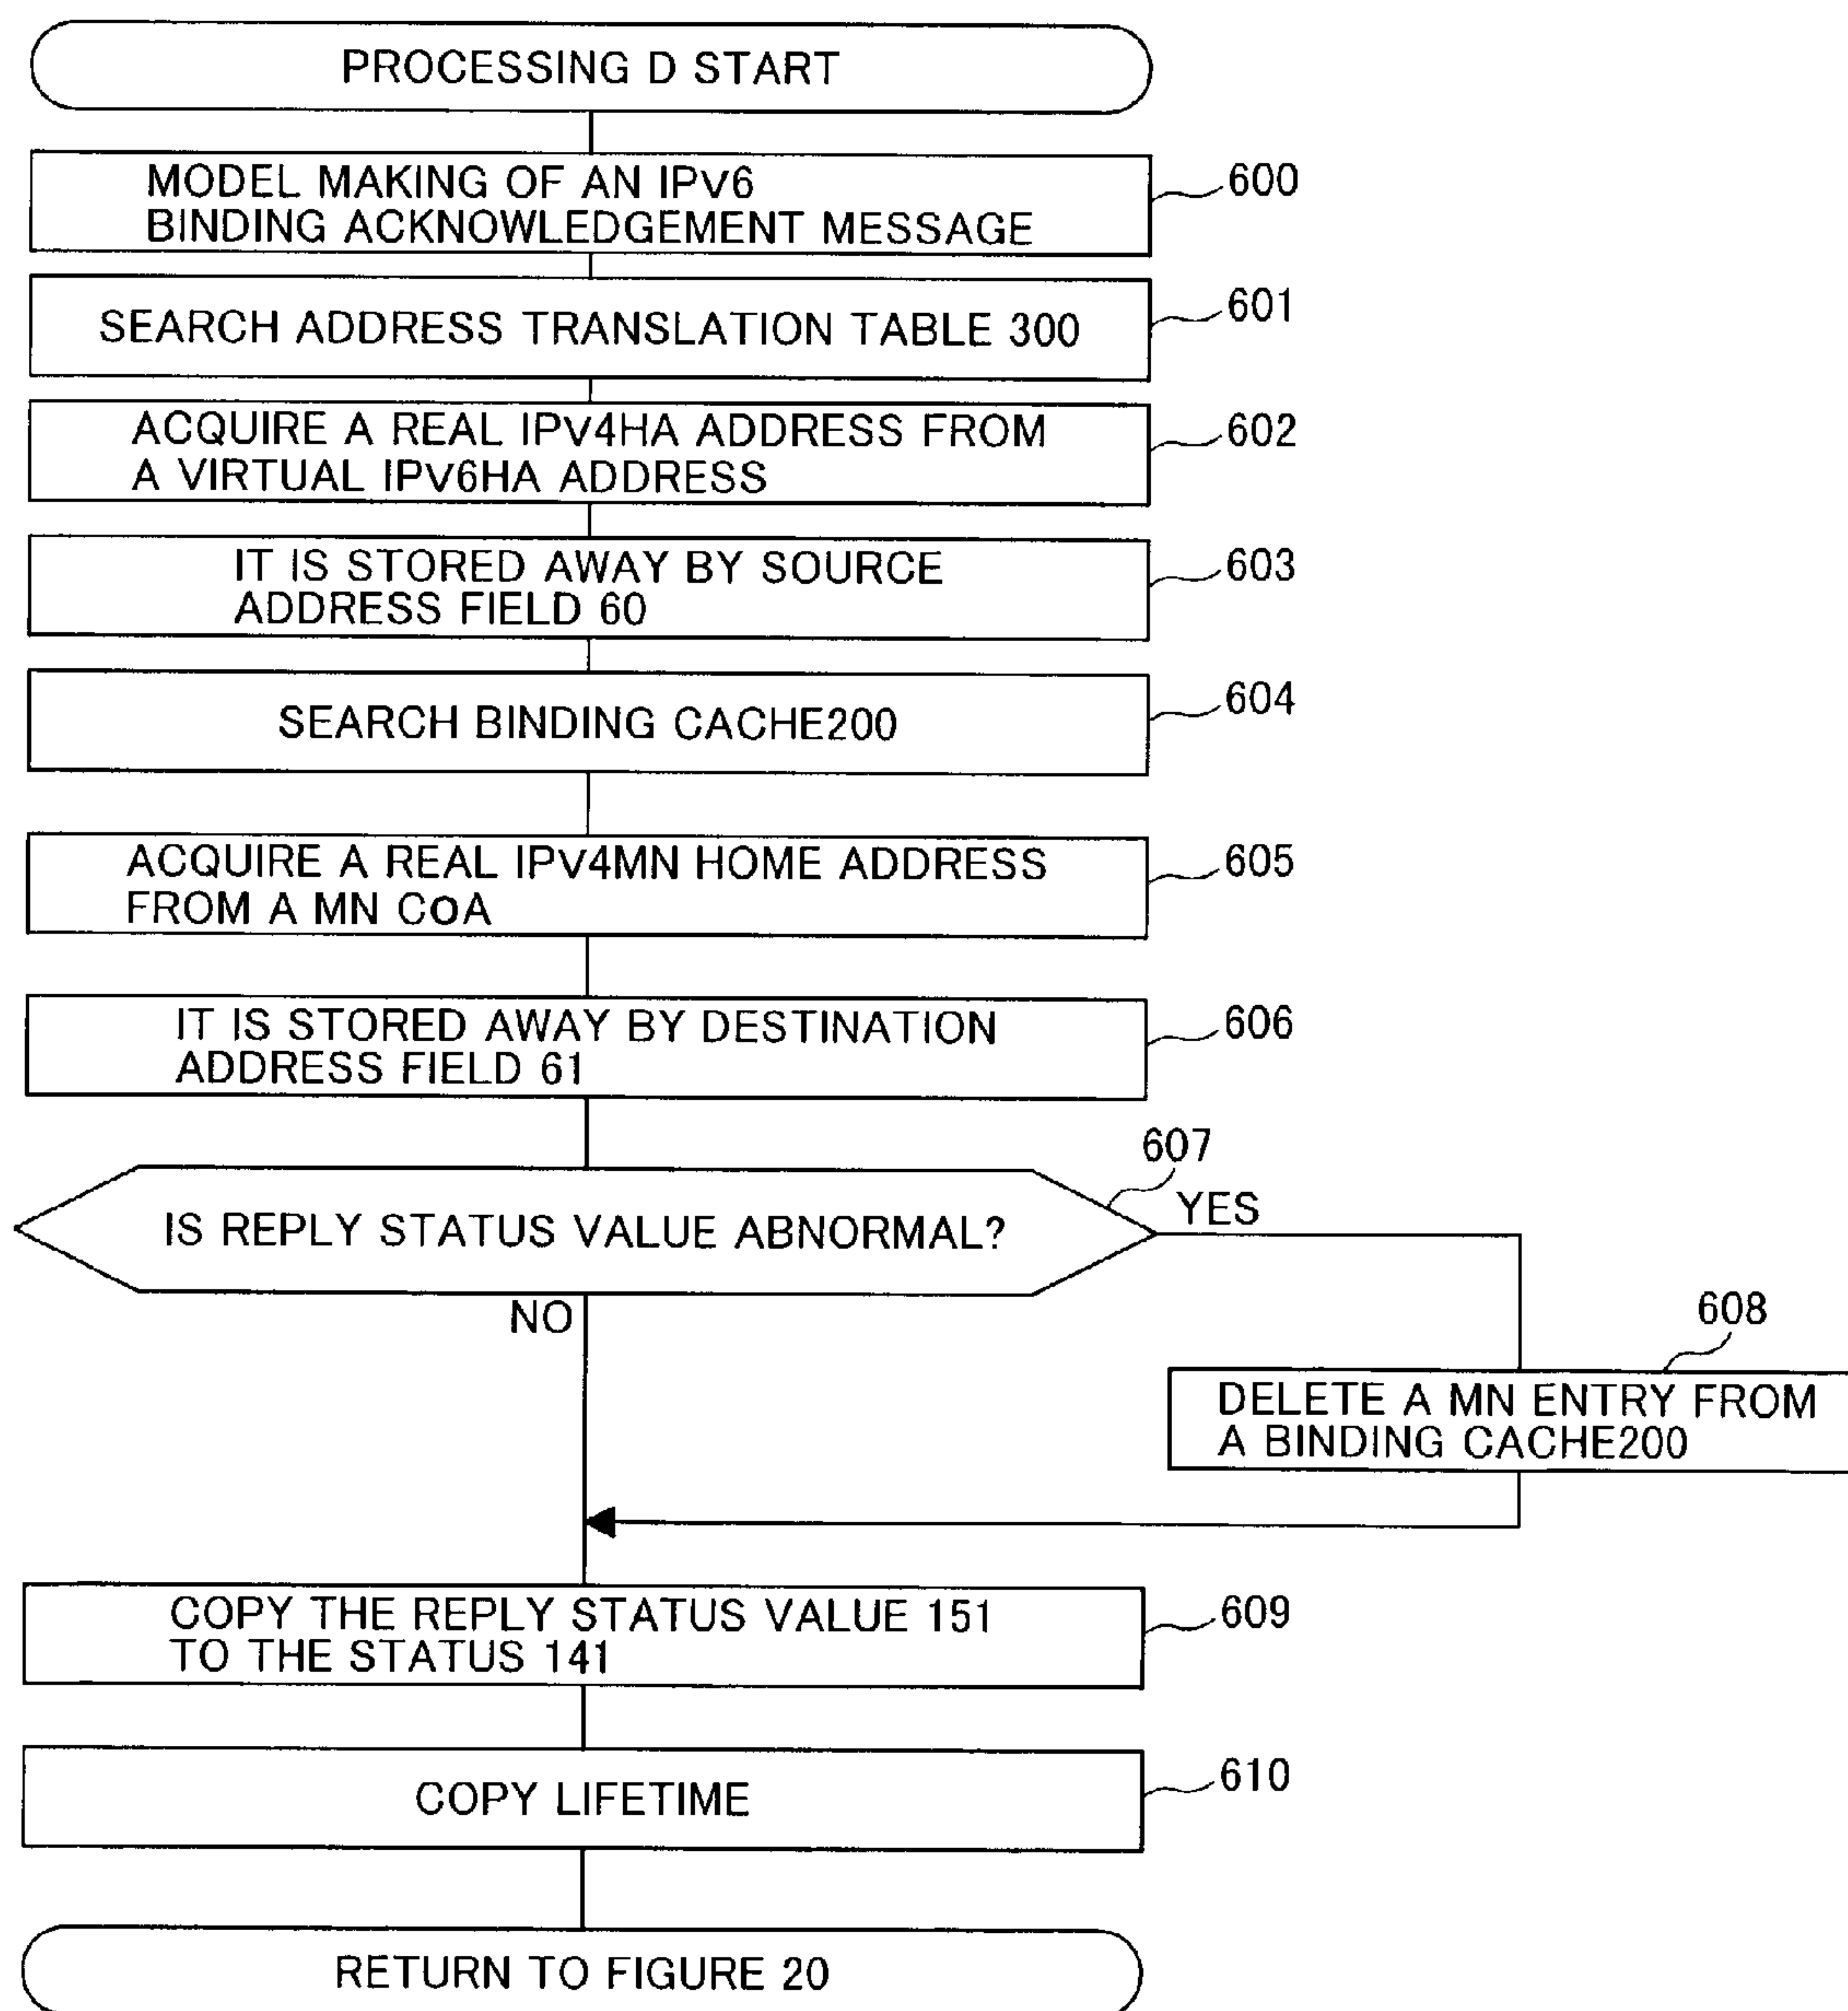 PROCESSING D START
MODEL MAKING OF AN IPV6
BINDING ACKNOWLEDGEMENT MESSAGE
600
SEARCH ADDRESS TRANSLATION TABLE 300
601
ACQUIRE A REAL IPV4HA ADDRESS FROM
A VIRTUAL IPV6HA ADDRESS
602
IT IS STORED AWAY BY SOURCE
ADDRESS FIELD 60
603
SEARCH BINDING CACHE200
604
ACQUIRE A REAL IPV4MN HOME ADDRESS
FROM A MN COA
605
IT IS STORED AWAY BY DESTINATION
ADDRESS FIELD 61
606
607
IS REPLY STATUS VALUE ABNORMAL?
YES
NO
608
DELETE A MN ENTRY FROM
A BINDING CACHE200
COPY THE REPLY STATUS VALUE 151
TO THE STATUS 141
609
COPY LIFETIME
610
RETURN TO FIGURE 20